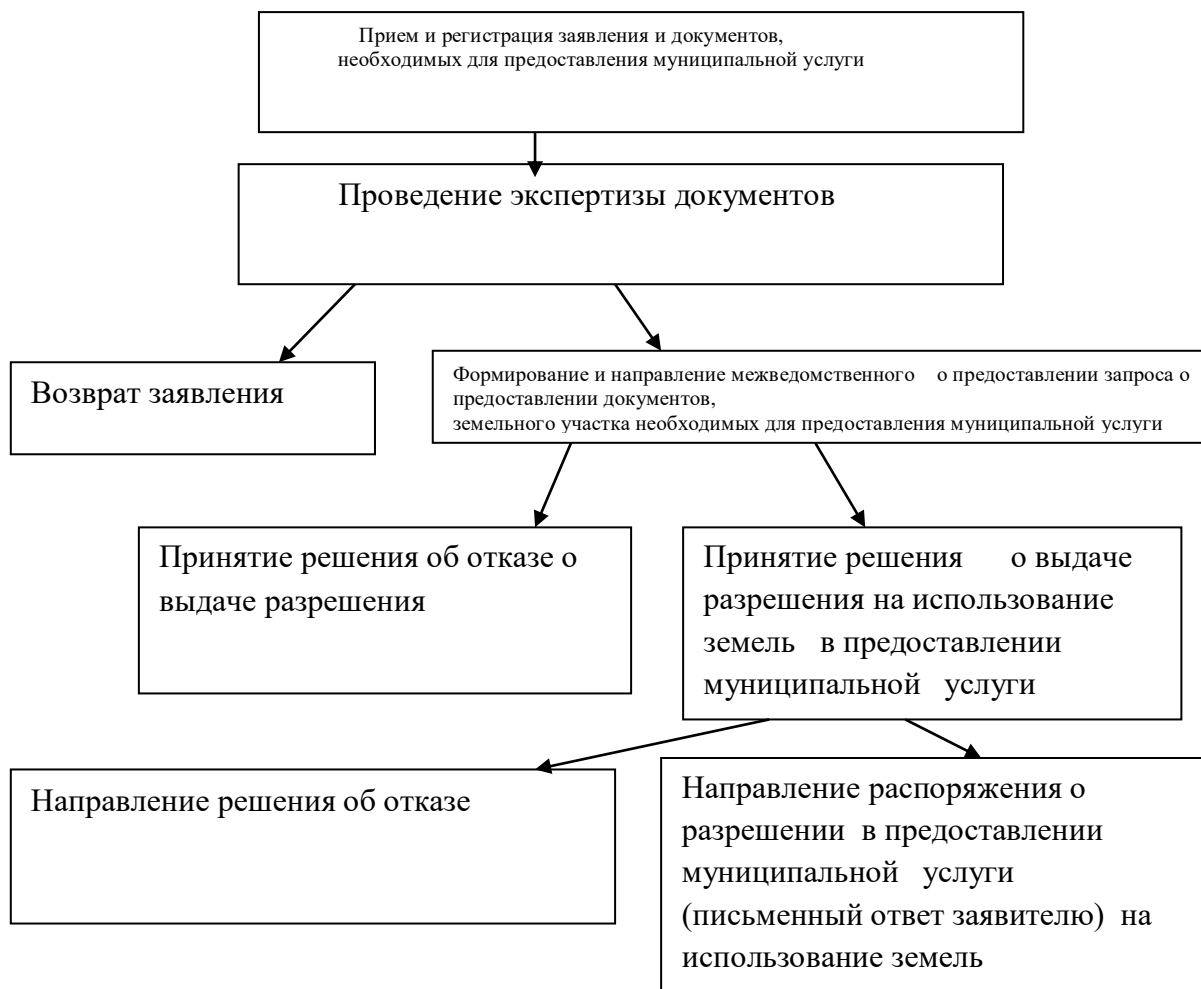 Прием и регистрация заявления и документов,
необходимых для предоставления муниципальной услуги
Проведение экспертизы документов
Возврат заявления
Формирование и направление межведомственного о предоставлении запроса о
предоставлении документов,
земельного участка необходимых для предоставления муниципальной услуги
Принятие решения об отказе о
выдаче разрешения
Принятие решения о выдаче
разрешения на использование
земель в предоставлении
муниципальной услуги
Направление решения об отказе
Направление распоряжения о
разрешении в предоставлении
муниципальной услуги
(письменный ответ заявителю) на
использование земель